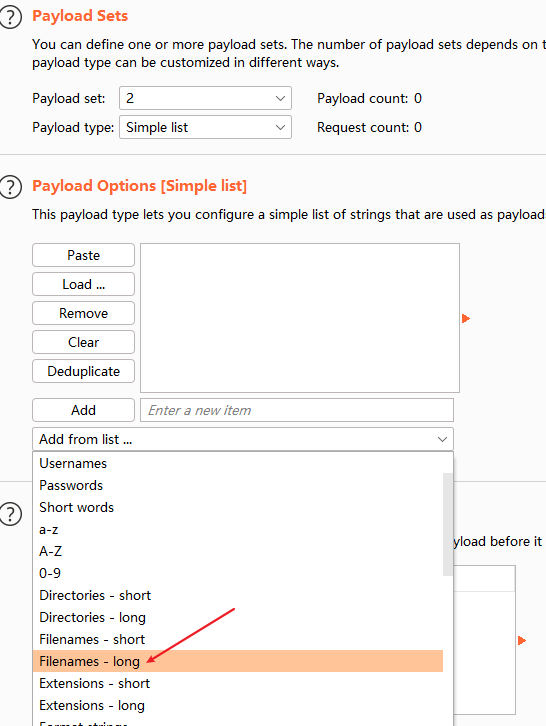 Payload Sets
You can define one or more payload sets. The number of payload sets depends on t
payload type can be customized in different ways.
Payload set: 2 Payload count: 0
Payload type: Simple list Request count: 0
Payload Options [Simple list]
This payload type lets you configure a simple list of strings that are used as payload
Paste
Load ...
Remove
Clear
Deduplicate
Add Enter a new item
Add from list ...
Usernames
Passwords
Short words
a-z
A-Z
yload before it
0-9
Directories - short
Directories - long
Filenames - short
Filenames - long
Extensions - short
Extensions - long
Format strings